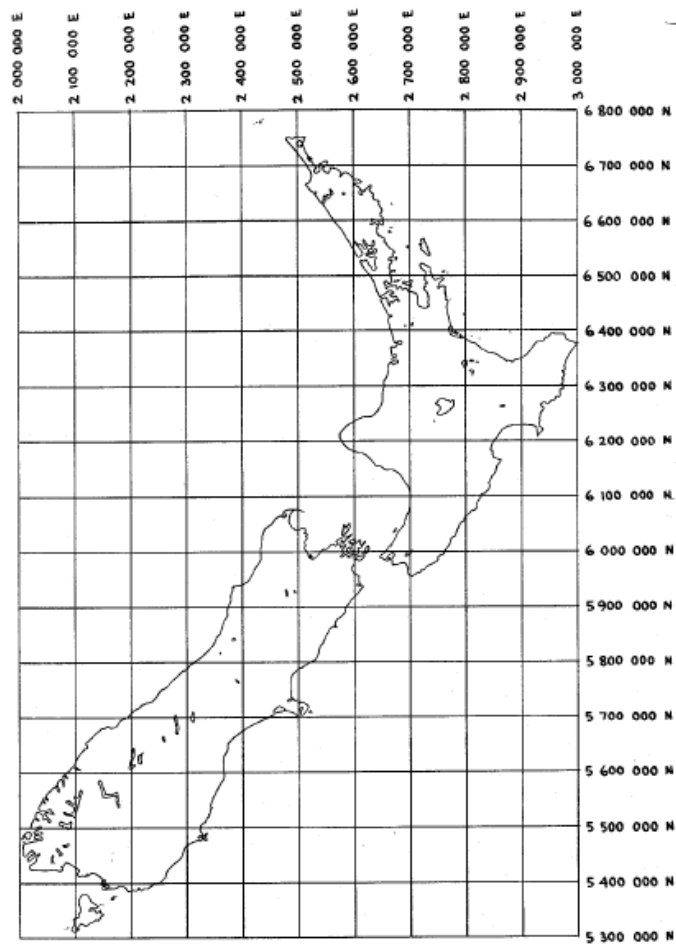 2 000 000 E
2 100 000 E
2 200 000 E
2 300 000 E
2 400 000 E
2 500 000 E
2 600 000 E
2 700 000 E
2 800 000 E
2 900 000 E
3 000 000 E
6 800 000 N
6 700 000 N
6 600 000 N
6 500 000 N
6 400 000 N
6 300 000 N
6 200 000 N
6 100 000 N
6 000 000 N
5 900 000 N
5 800 000 N
5 700 000 N
5 600 000 N
5 500 000 N
5 400 000 N
5 300 000 N